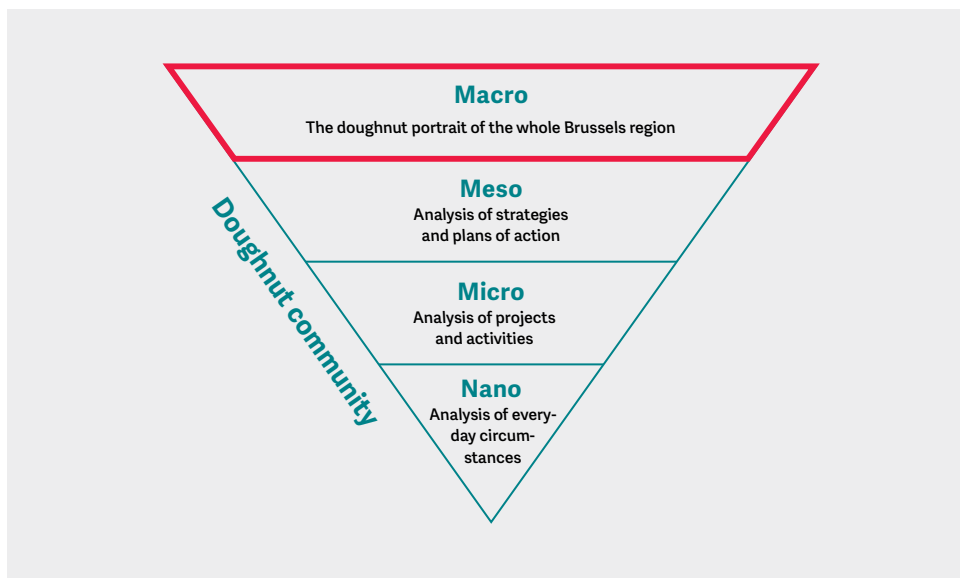 Macro
The doughnut portrait of the whole Brussels region
Meso
Analysis of strategies
and plans of action
Doughnut community
Micro
Analysis of projects
and activities
Nano
Analysis of every-
day circum-
stances